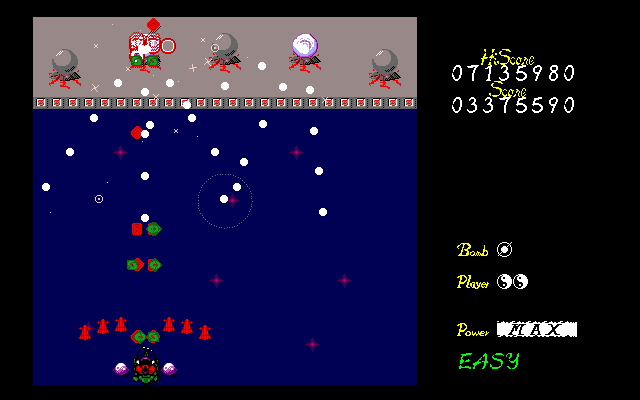 HiScore
07135980
Score
03375590
Bomb
Player
Power MAX
EASY